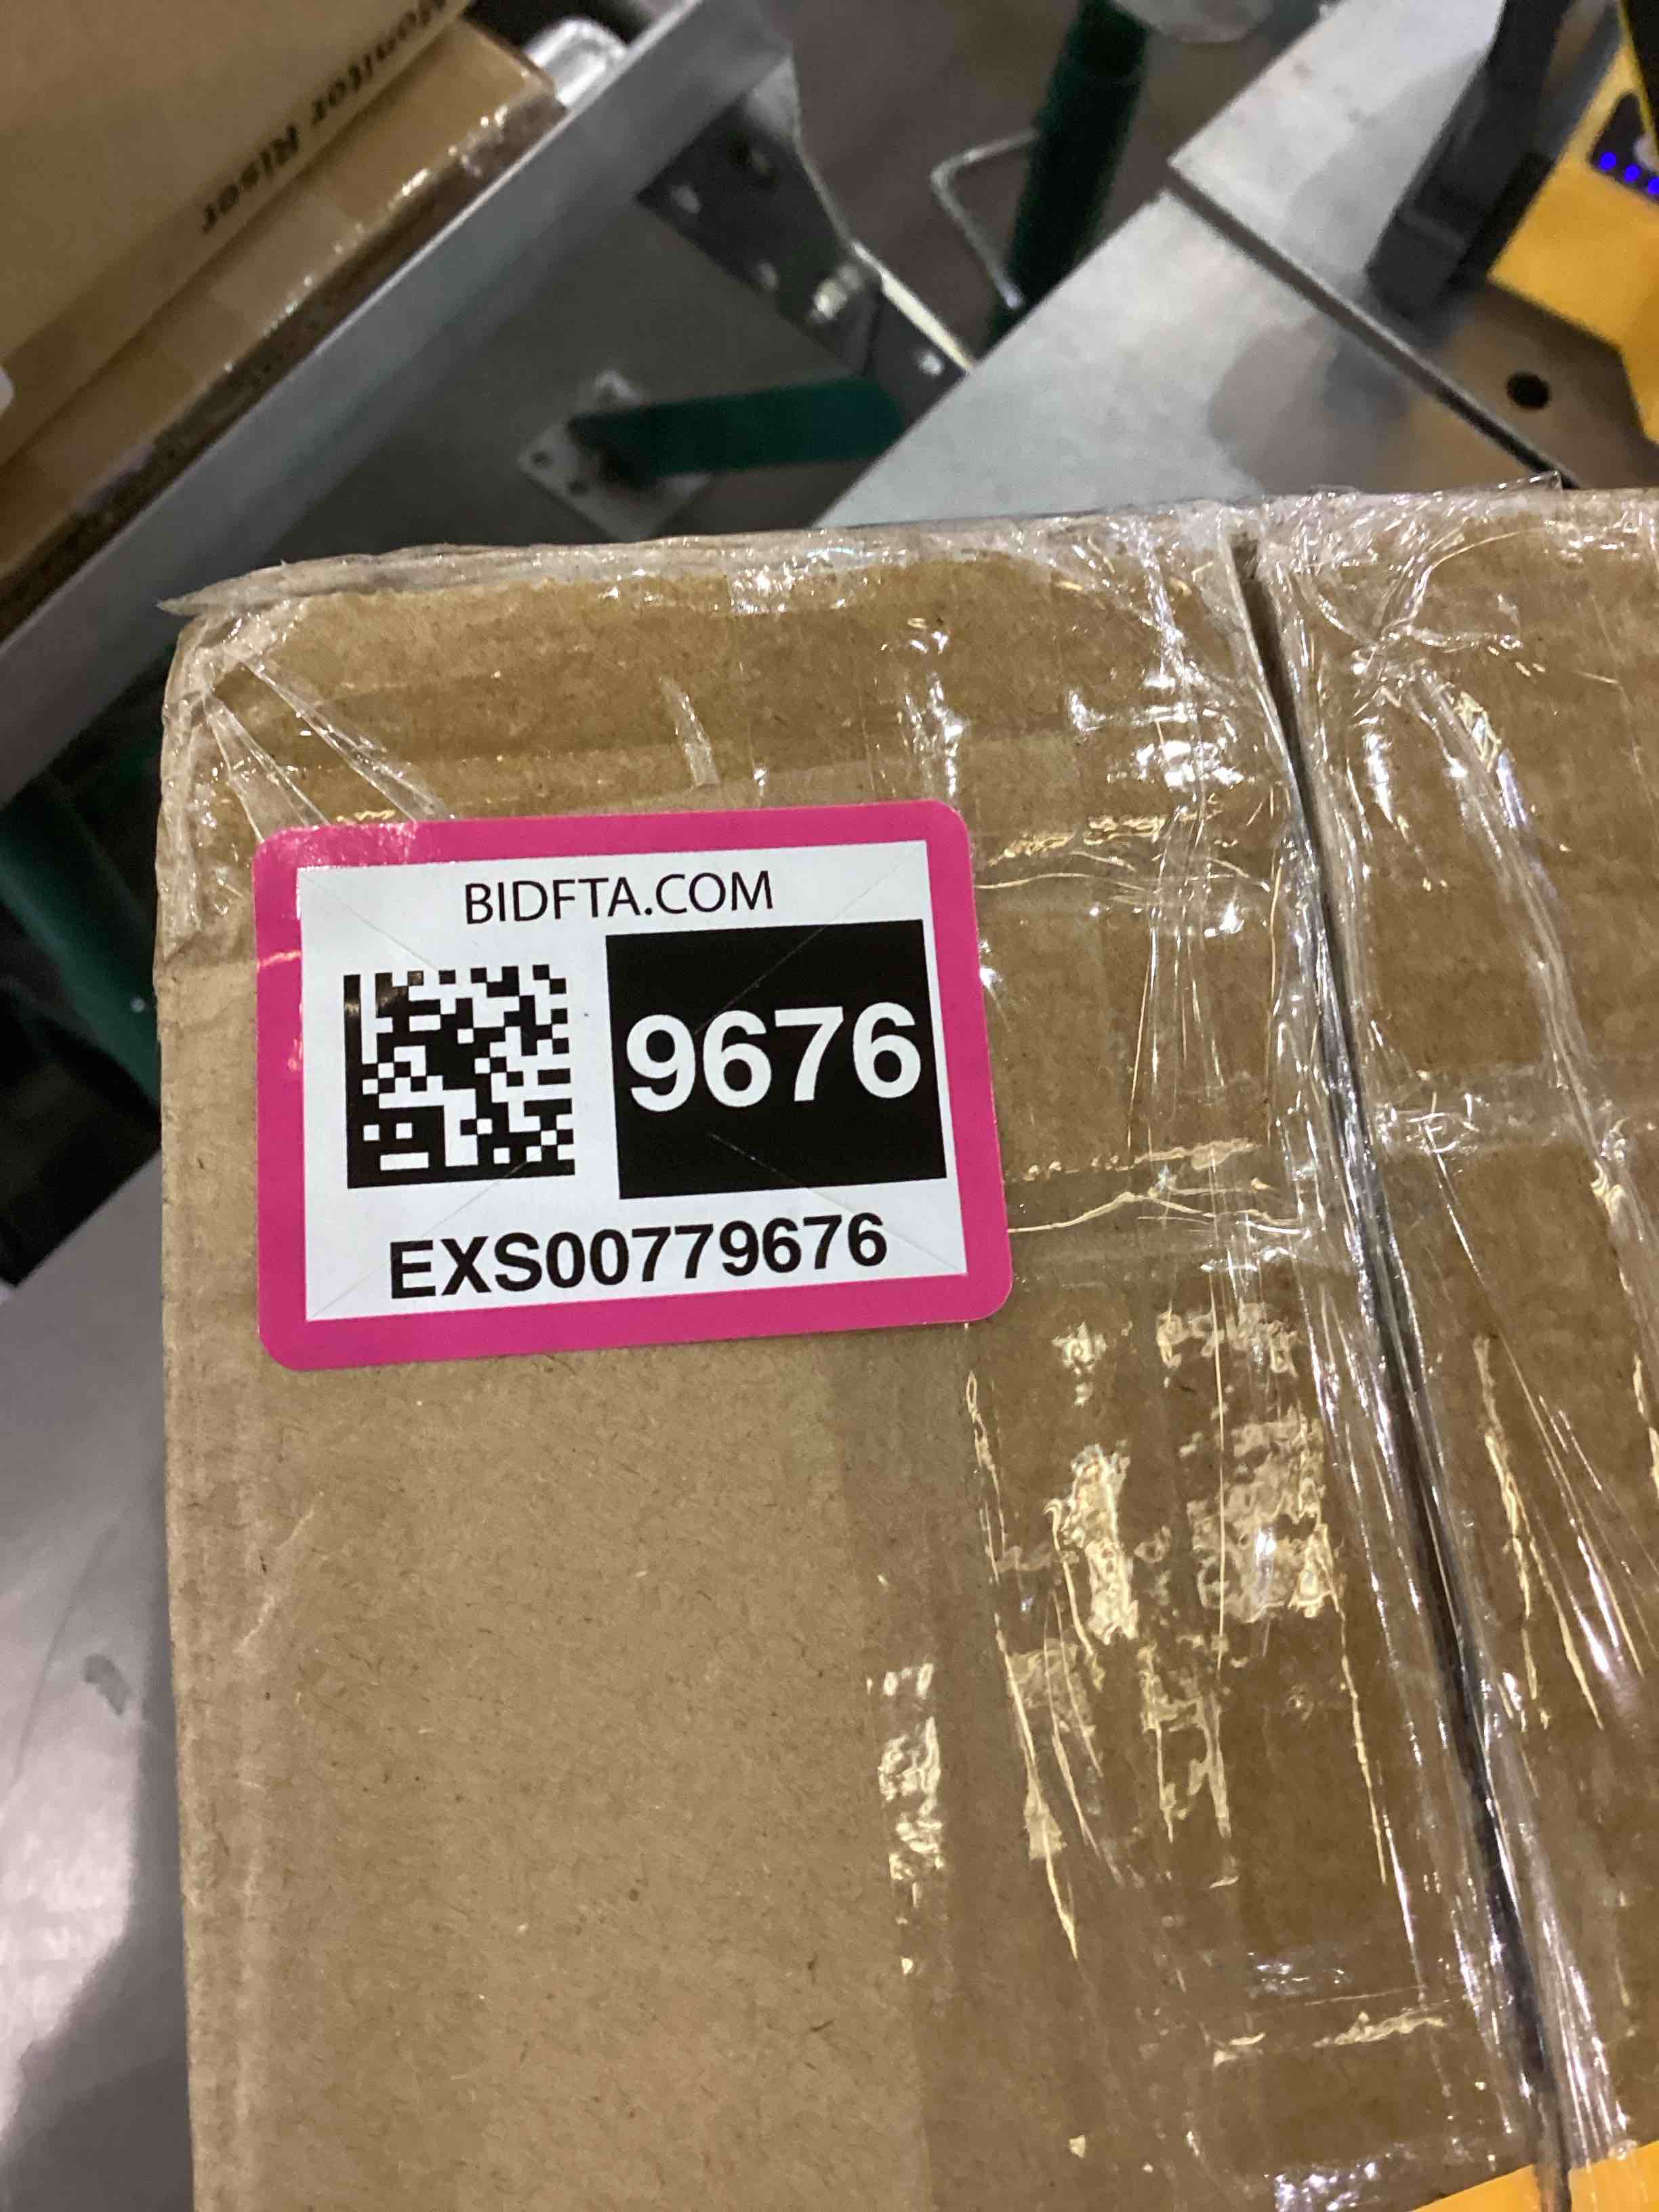 Monitor Riser
BIDFTA.COM
9676
EXS00779676